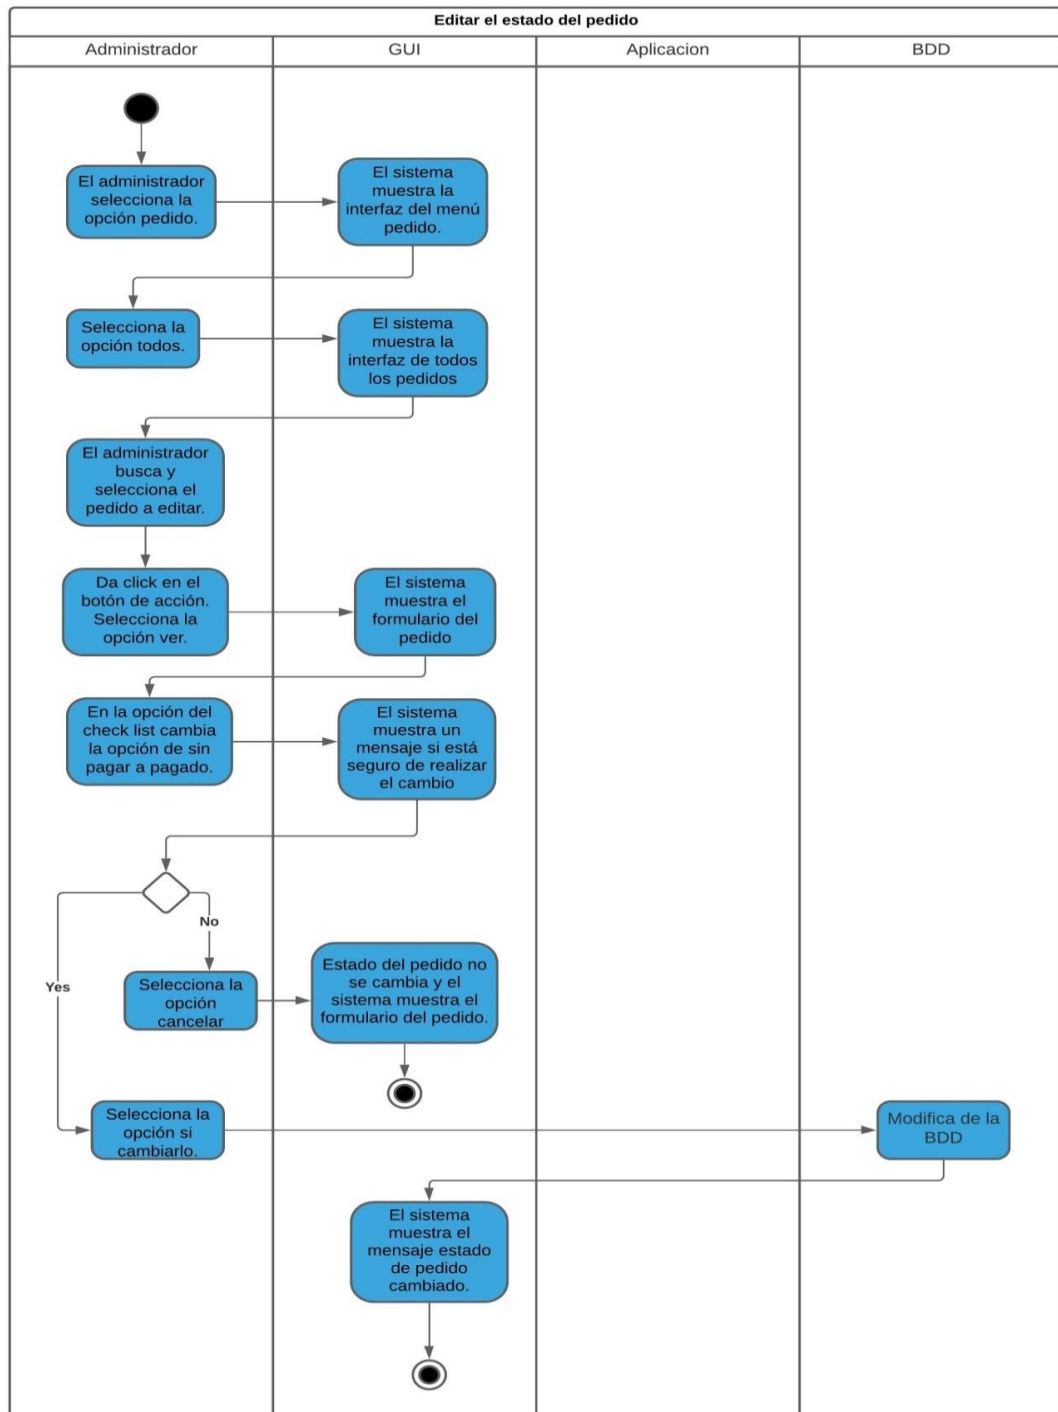 Editar el estado del pedido
Administrador
GUI
Aplicacion
BDD
El administrador
selecciona la
opción pedido.
El sistema
muestra la
interfaz del menú
pedido.
Selecciona la
opción todos.
El sistema
muestra la
interfaz de todos
los pedidos
El administrador
busca y
selecciona el
pedido a editar.
Da click en el
botón de acción.
Selecciona la
opción ver.
El sistema
muestra el
formulario del
pedido
En la opción del
check list cambia
la opción de sin
pagar a pagado.
El sistema
muestra un
mensaje si está
seguro de realizar
el cambio
No
Yes
Selecciona la
opción
cancelar
Estado del pedido no
se cambia y el
sistema muestra el
formulario del pedido.
Selecciona la
opción si
cambiarlo.
Modifica de la
BDD
El sistema
muestra el
mensaje estado
de pedido
cambiado.